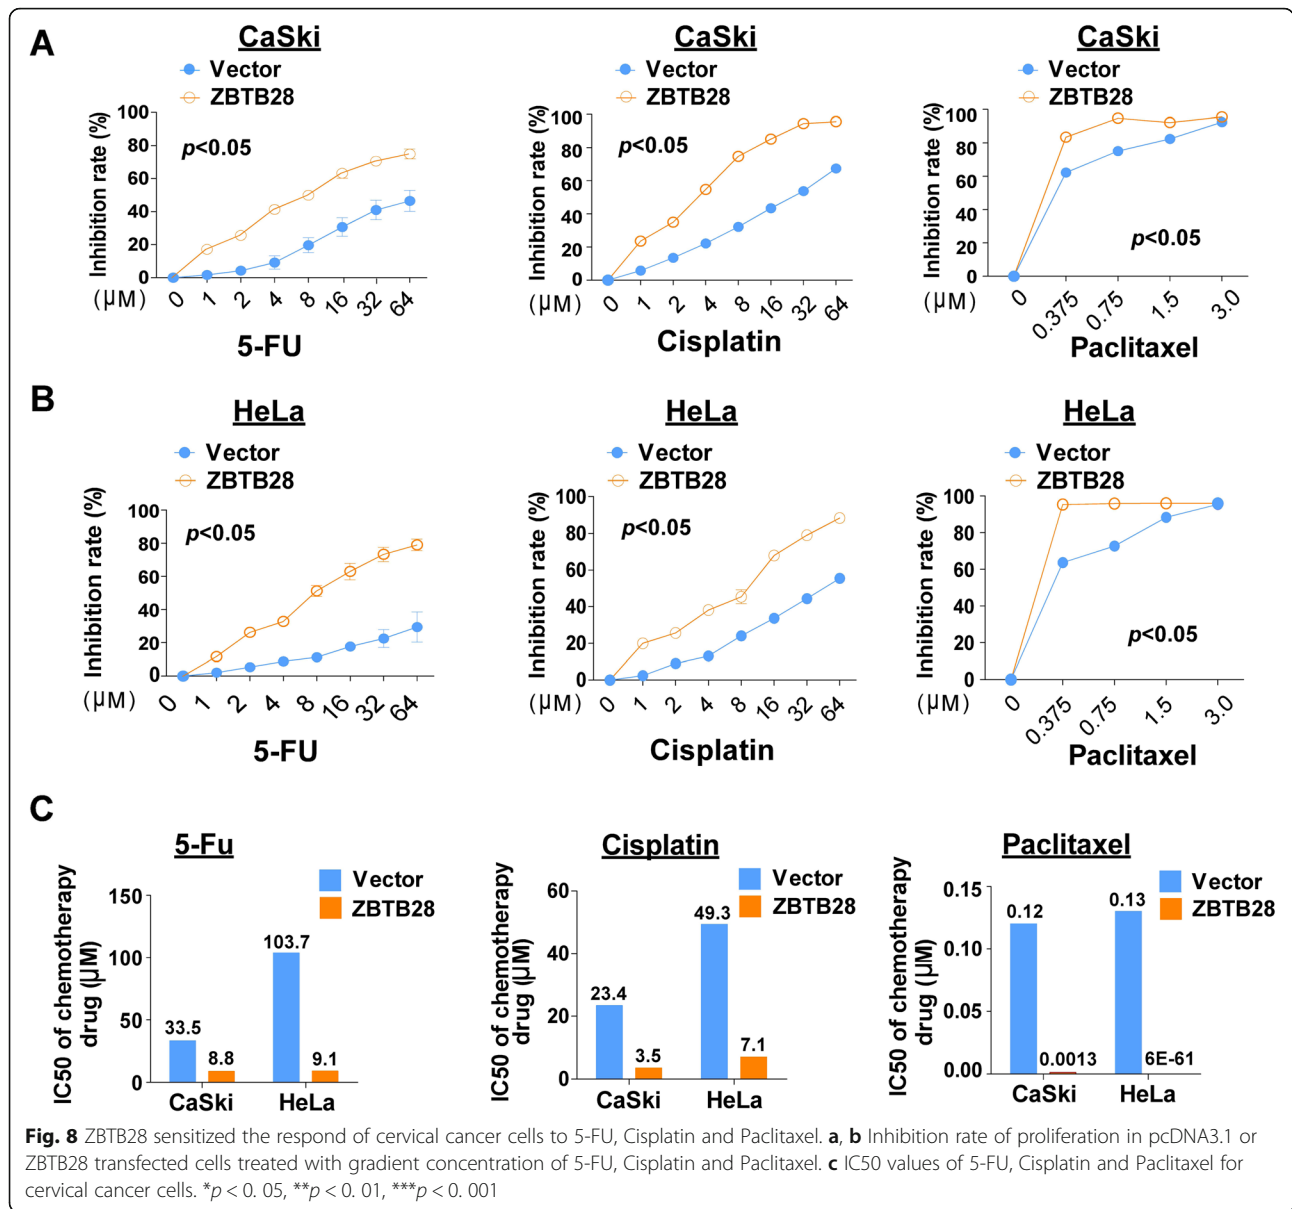 A
CaSki
Vector
ZBTB28
Inhibition rate (%)
100
80
60
40
20
0
p<0.05
(μM)
0 1 2 4 8 16 32 64
5-FU
CaSki
Vector
ZBTB28
Inhibition rate (%)
100
80
60
40
20
0
p<0.05
(μM)
0 1 2 4 8 16 32 64
Cisplatin
CaSki
Vector
ZBTB28
Inhibition rate (%)
100
80
60
40
20
0
p<0.05
(μM)
0 0.375 0.75 1.5 3.0
Paclitaxel
B
HeLa
Vector
ZBTB28
Inhibition rate (%)
100
80
60
40
20
0
p<0.05
(μM)
0 1 2 4 8 16 32 64
5-FU
HeLa
Vector
ZBTB28
Inhibition rate (%)
100
80
60
40
20
0
p<0.05
(μM)
0 1 2 4 8 16 32 64
Cisplatin
HeLa
Vector
ZBTB28
Inhibition rate (%)
100
80
60
40
20
0
p<0.05
(μM)
0 0.375 0.75 1.5 3.0
Paclitaxel
C
5-Fu
Vector
ZBTB28
IC50 of chemotherapy
drug (μM)
150
100
50
0
33.5
8.8
103.7
9.1
CaSki HeLa
Cisplatin
Vector
ZBTB28
IC50 of chemotherapy
drug (μM)
60
40
20
0
23.4
3.5
49.3
7.1
CaSki HeLa
Paclitaxel
Vector
ZBTB28
IC50 of chemotherapy
drug (μM)
0.15
0.10
0.05
0.00
0.12
0.0013
0.13
6E-61
CaSki HeLa
Fig. 8 ZBTB28 sensitized the respond of cervical cancer cells to 5-FU, Cisplatin and Paclitaxel. a, b Inhibition rate of proliferation in pcDNA3.1 or
ZBTB28 transfected cells treated with gradient concentration of 5-FU, Cisplatin and Paclitaxel. c IC50 values of 5-FU, Cisplatin and Paclitaxel for
cervical cancer cells. *p < 0. 05, **p < 0. 01, ***p < 0. 001